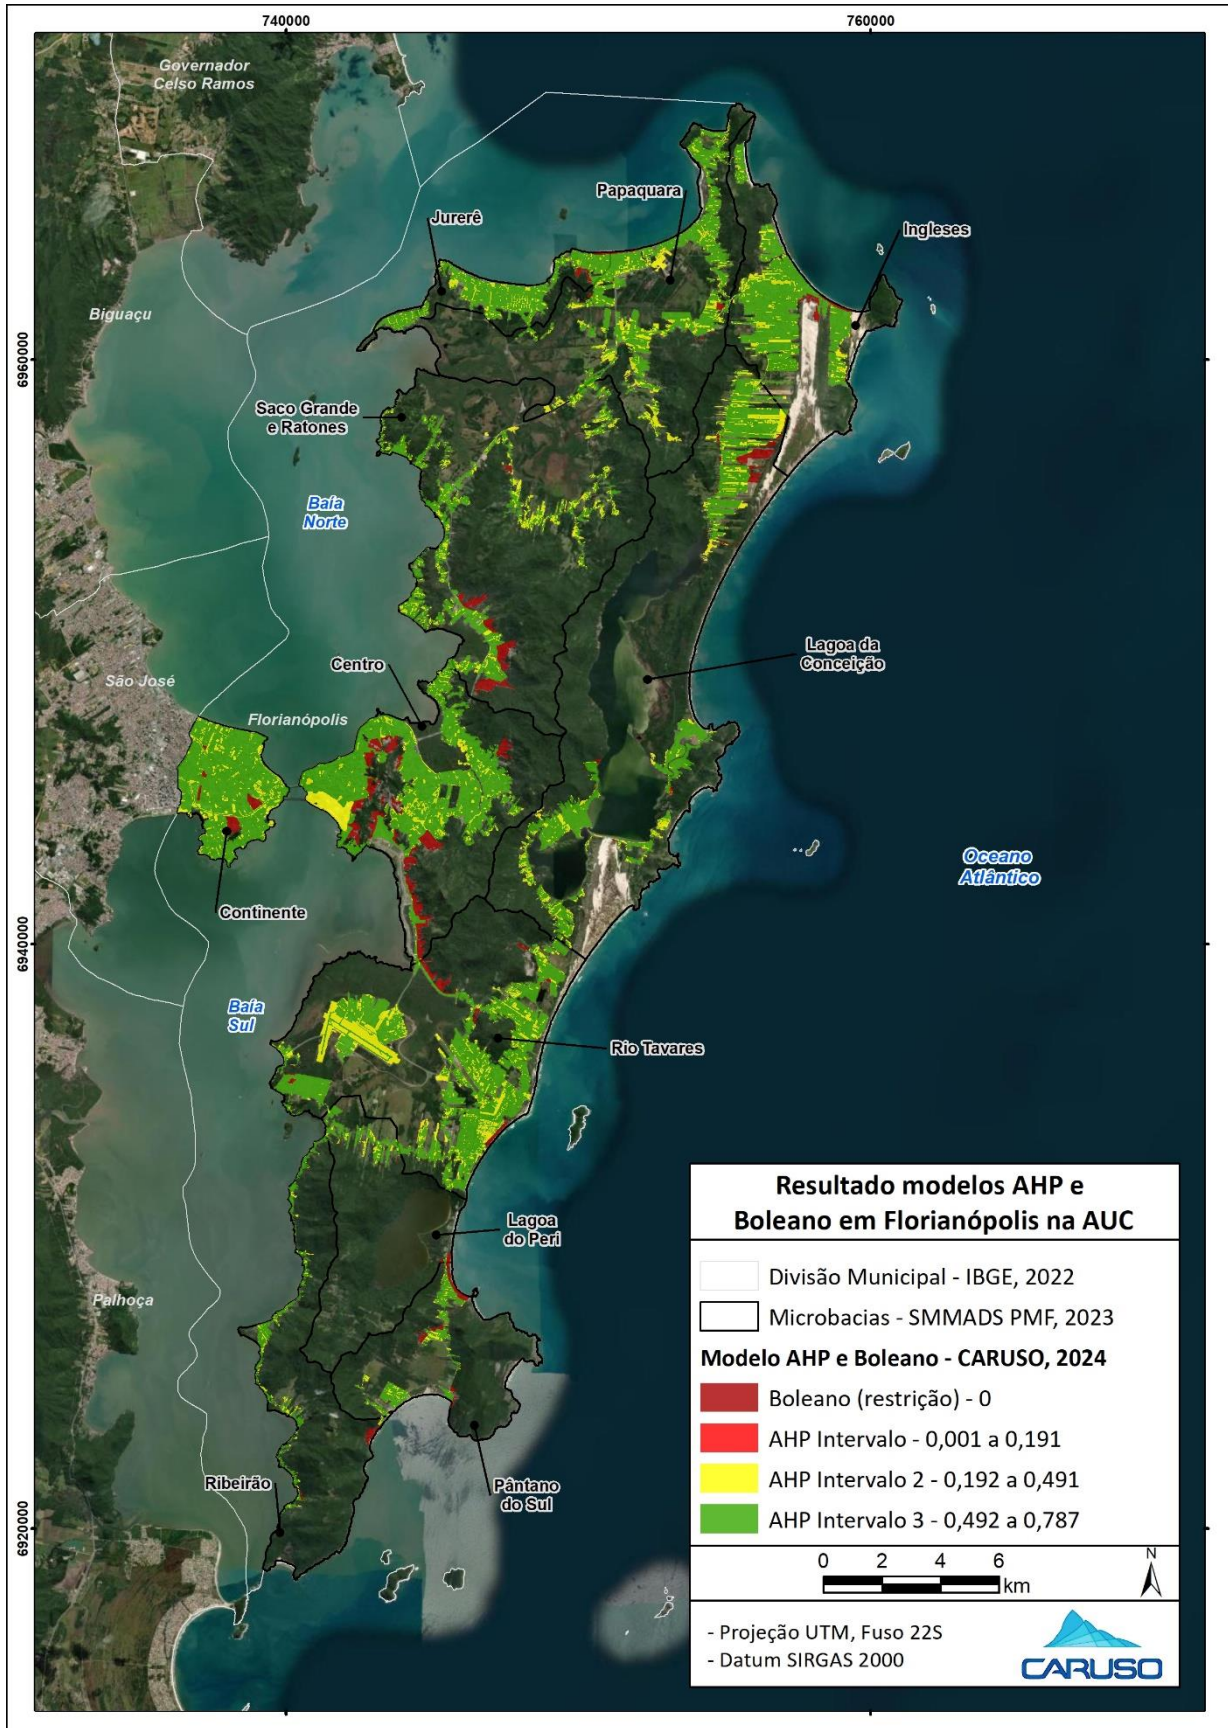 740000
760000
Governador
Celso Ramos
Papaquara
Jurerê
Ingleses
Biguaçu
6960000
6960000
Saco Grande
e Ratones
Baía
Norte
Lagoa da
Conceição
Centro
São José
Florianópolis
Oceano
Atlântico
Continente
6940000
Baía
Sul
Rio Tavares
Lagoa
do Peri
Palhoça
Ribeirão
Pântano
do Sul
6920000
Resultado modelos AHP e
Boleano em Florianópolis na AUC
Divisão Municipal - IBGE, 2022
Microbacias - SMMADS PMF, 2023
Modelo AHP e Boleano - CARUSO, 2024
Boleano (restrição) - 0
AHP Intervalo - 0,001 a 0,191
AHP Intervalo 2 - 0,192 a 0,491
AHP Intervalo 3 - 0,492 a 0,787
0 2 4 6
km
N
- Projeção UTM, Fuso 22S
- Datum SIRGAS 2000
CARUSO